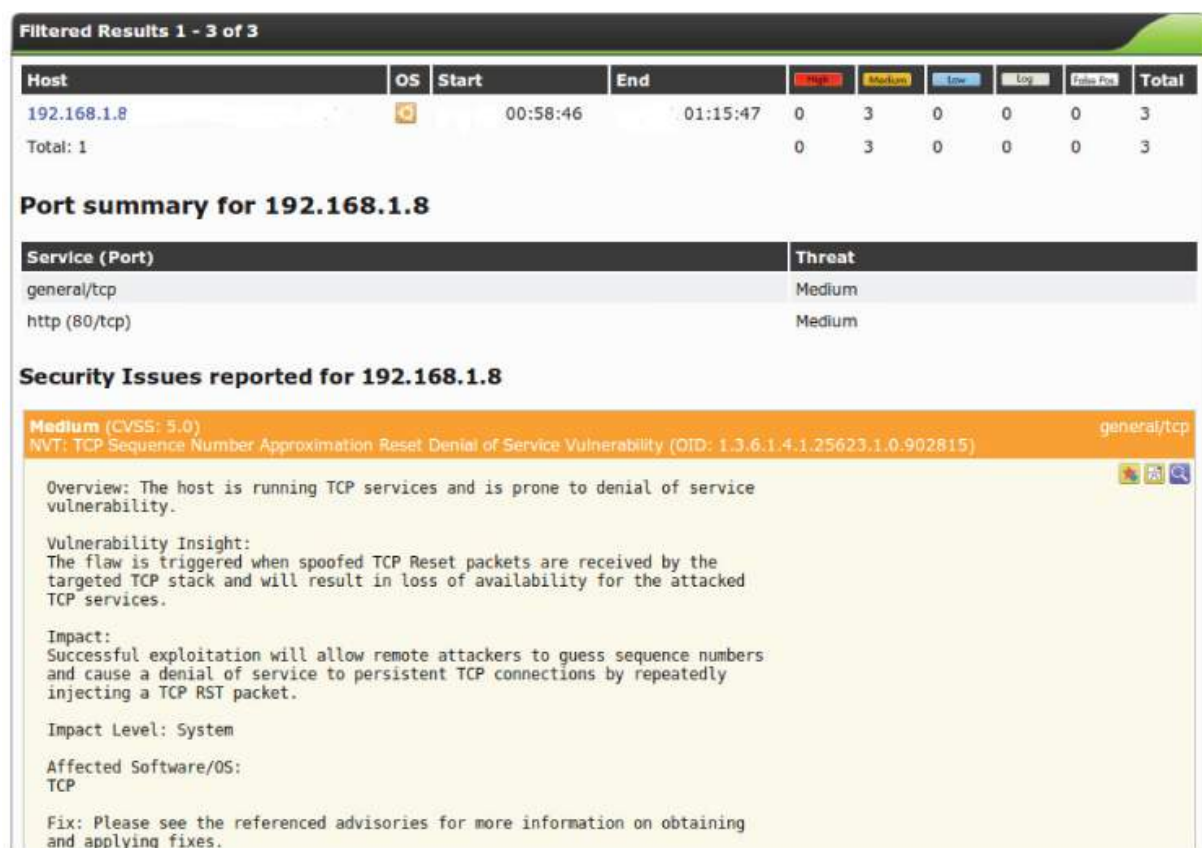 Filtered Results 1 - 3 of 3
Host OS Start End High Medium Low Log False Pos. Total
192.168.1.8 00:58:46 01:15:47 0 3 0 0 0 3
Total: 1 0 3 0 0 0 3
Port summary for 192.168.1.8
Service (Port) Threat
general/tcp Medium
http (80/tcp) Medium
Security Issues reported for 192.168.1.8
Medium (CVSS: 5.0) general/tcp
NVT: TCP Sequence Number Approximation Reset Denial of Service Vulnerability (OID: 1.3.6.1.4.1.25623.1.0.902815)
Overview: The host is running TCP services and is prone to denial of service
vulnerability.
Vulnerability Insight:
The flaw is triggered when spoofed TCP Reset packets are received by the
targeted TCP stack and will result in loss of availability for the attacked
TCP services.
Impact:
Successful exploitation will allow remote attackers to guess sequence numbers
and cause a denial of service to persistent TCP connections by repeatedly
injecting a TCP RST packet.
Impact Level: System
Affected Software/OS:
TCP
Fix: Please see the referenced advisories for more information on obtaining
and applying fixes.